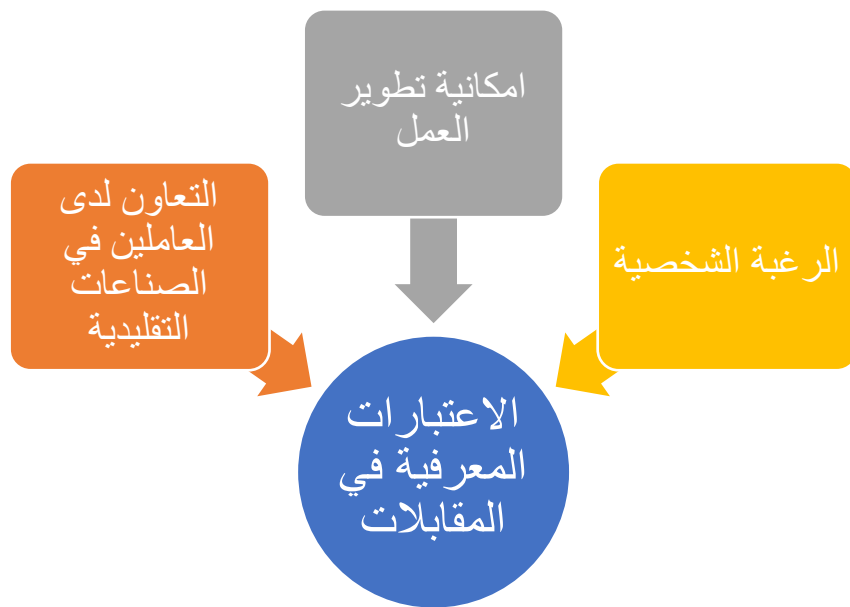 امكانية تطوير
العمل
الرغبة الشخصية
التعاون لدى
العاملين في
الصناعات
التقليدية
الاعتبارات
المعرفية في
المقابلات